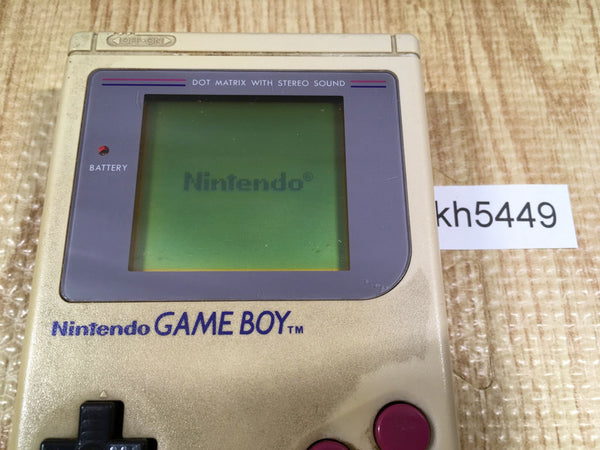 OFF•ON
DOT MATRIX WITH STEREO SOUND
BATTERY
Nintendo®
kh5449
Nintendo GAME BOY™